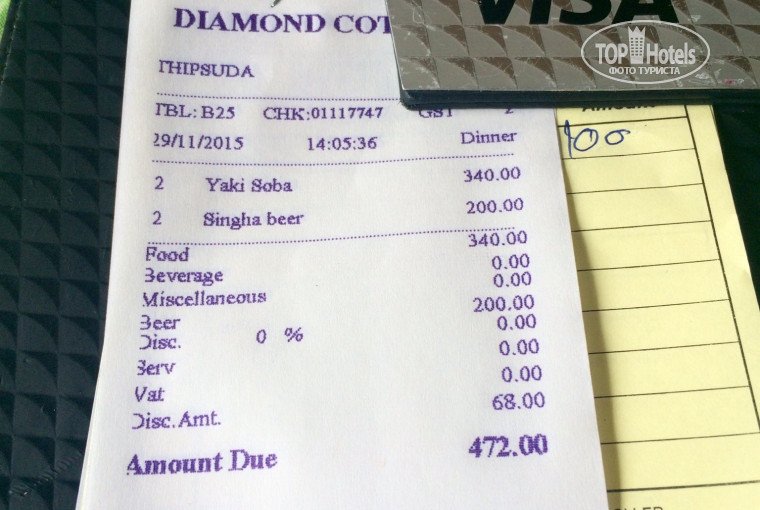 VISA
TOP Hotels
ФОТО ТУРИСТА
DIAMOND COT
THIPSUDA
TBL: B25 CHK:01117747 GST 2
29/11/2015 14:05:36 Dinner
2 Yaki Soba 340.00
2 Singha beer 200.00
Food 340.00
Beverage 0.00
Miscellaneous 0.00
Beer 200.00
Disc. 0 % 0.00
Serv 0.00
Vat 0.00
Disc.Amt. 68.00
Amount Due 472.00
Amount
100